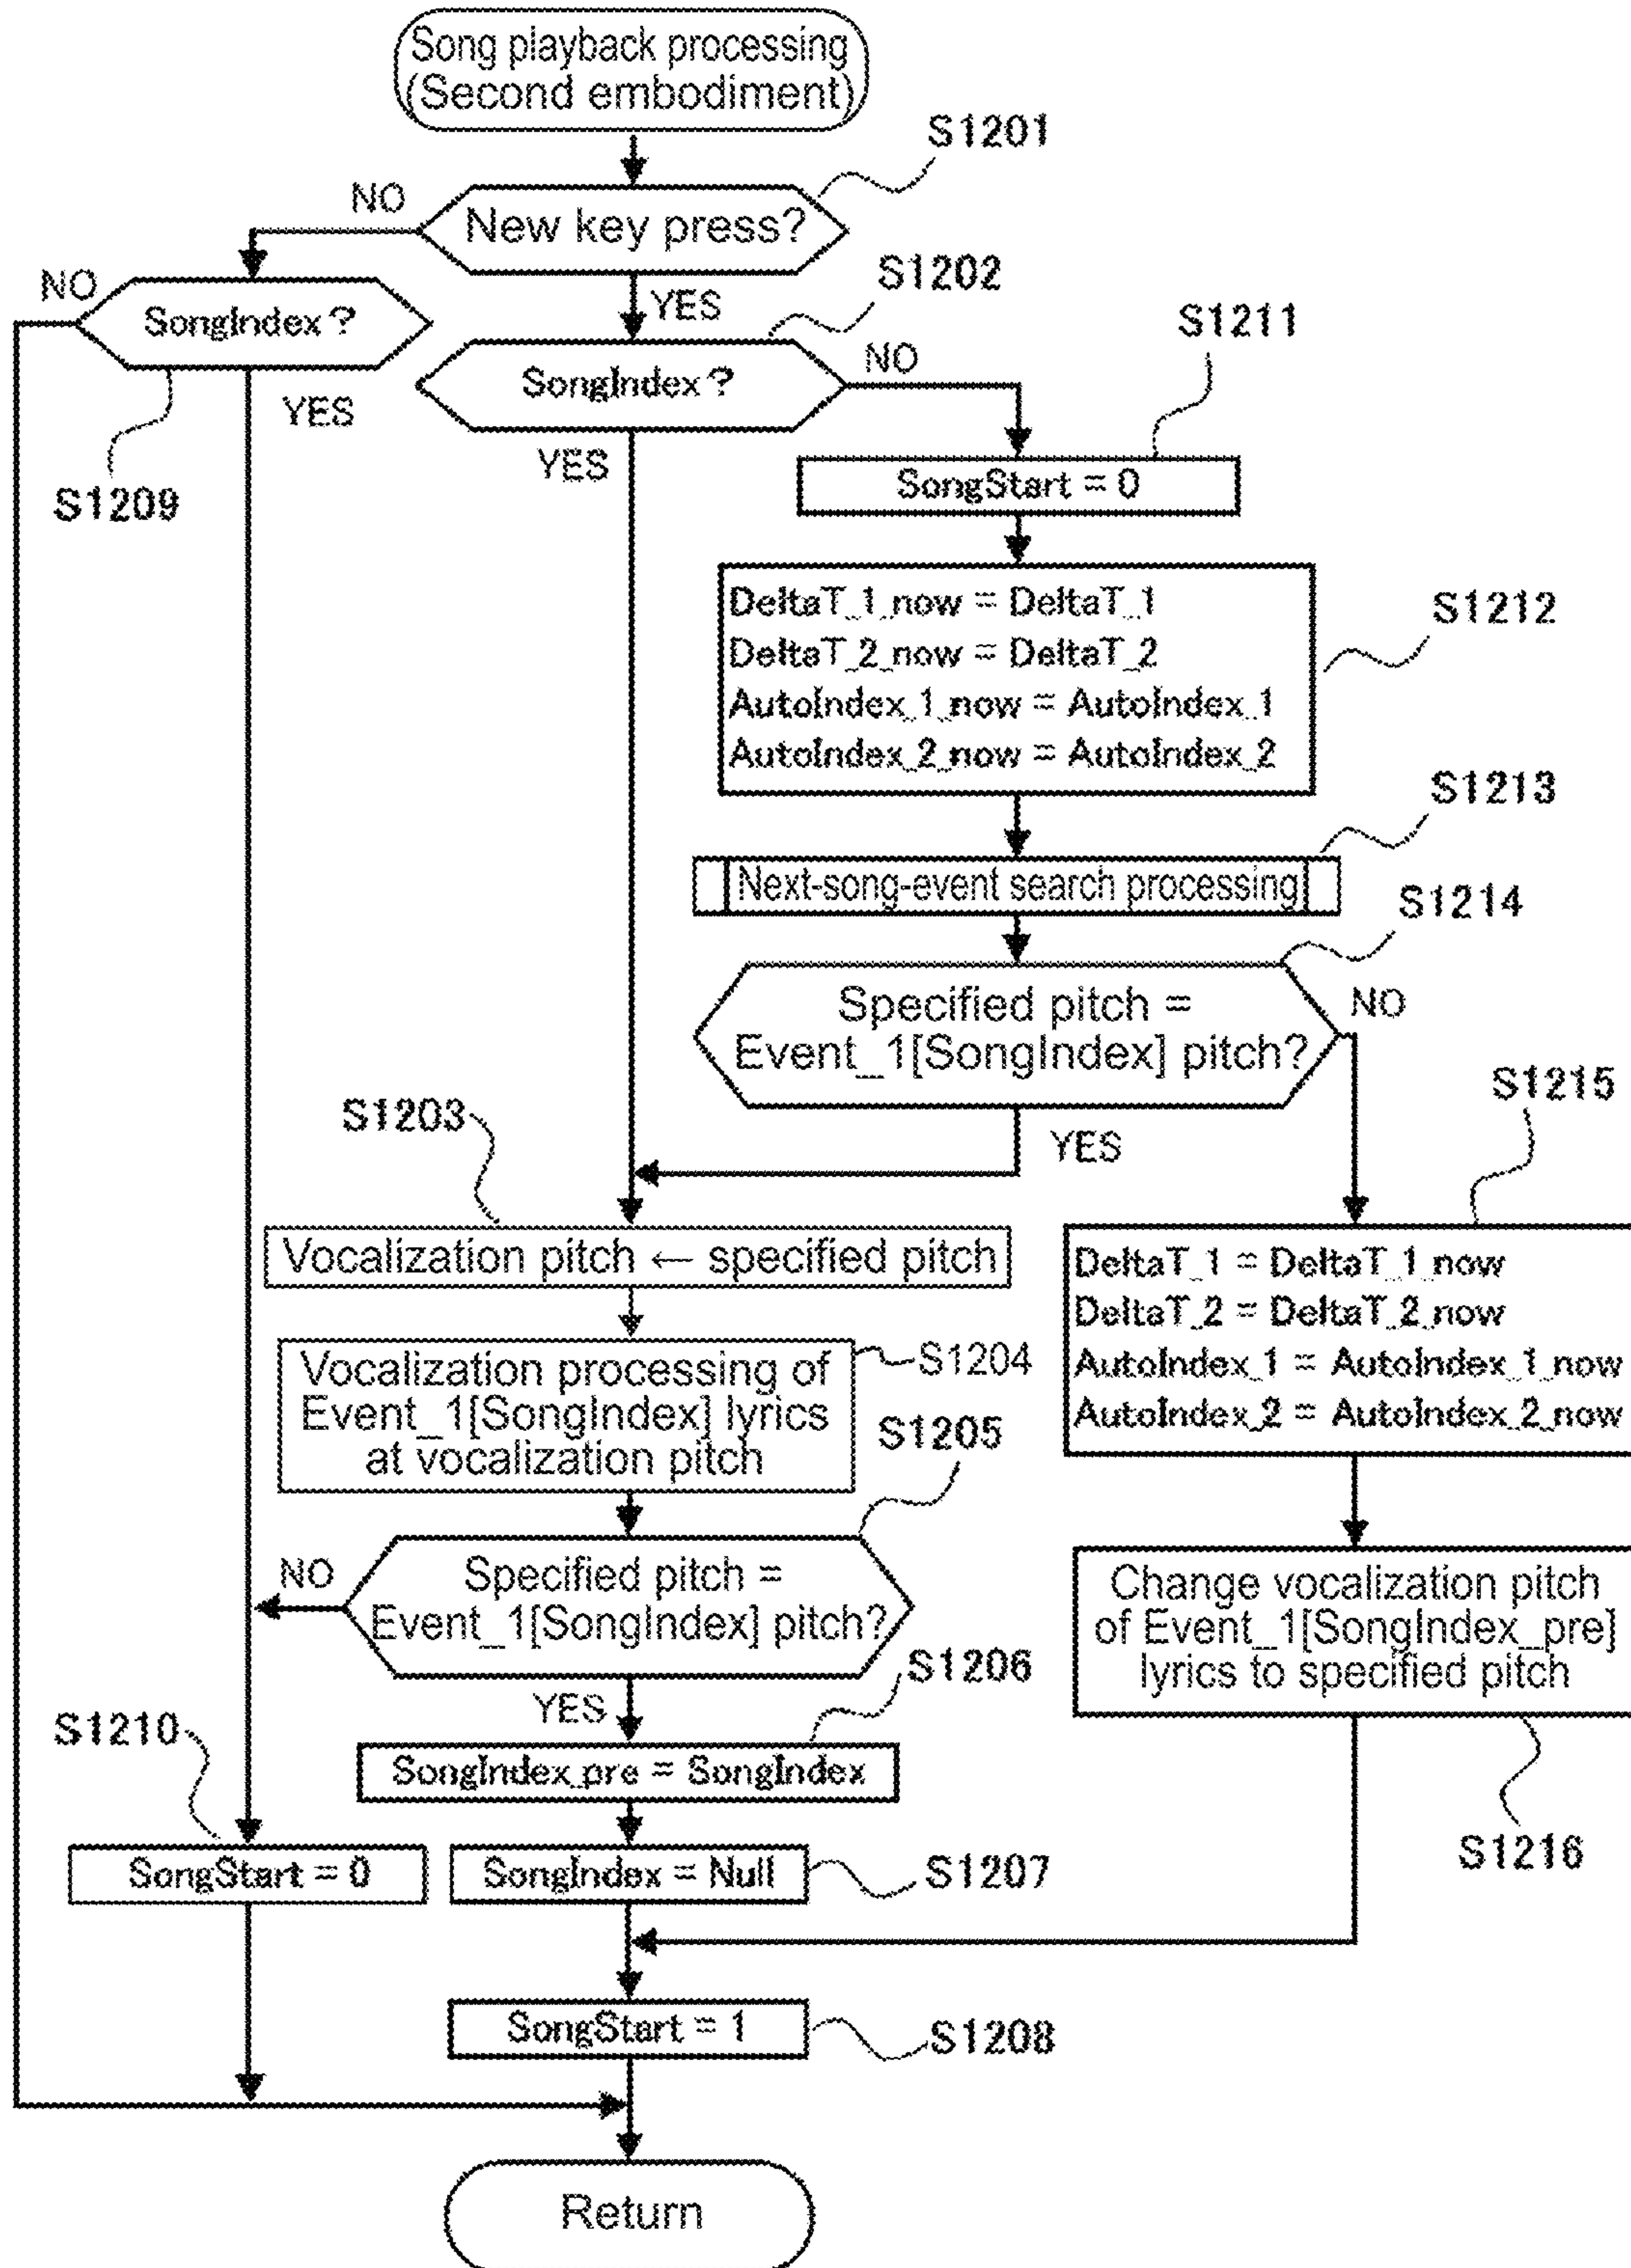 Song playback processing
(Second embodiment)
S1201
NO
New key press?
S1202
NO
YES
SongIndex?
S1211
SongIndex?
NO
YES
YES
SongStart = 0
S1209
DeltaT_1_now = DeltaT_1
DeltaT_2_now = DeltaT_2
AutoIndex_1_now = AutoIndex_1
AutoIndex_2_now = AutoIndex_2
S1212
S1213
Next-song-event search processing
S1214
Specified pitch =
Event_1[SongIndex] pitch?
NO
S1215
S1203
YES
Vocalization pitch ← specified pitch
DeltaT_1 = DeltaT_1_now
DeltaT_2 = DeltaT_2_now
AutoIndex_1 = AutoIndex_1_now
AutoIndex_2 = AutoIndex_2_now
Vocalization processing of
Event_1[SongIndex] lyrics
at vocalization pitch
S1204
S1205
NO
Specified pitch =
Event_1[SongIndex] pitch?
Change vocalization pitch
of Event_1[SongIndex_pre]
lyrics to specified pitch
S1206
YES
S1210
SongIndex_pre = SongIndex
S1216
SongStart = 0
SongIndex = Null
S1207
SongStart = 1
S1208
Return